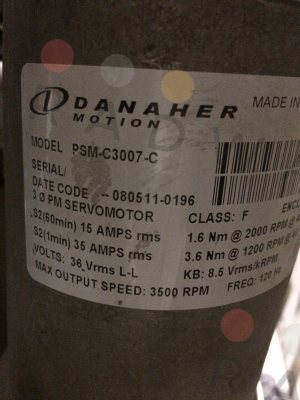 DANAHER
MOTION
MADE IN
MODEL PSM-C3007-C
SERIAL/
DATE CODE - 080511-0196
3 Ø PM SERVOMOTOR
S2(60min) 15 AMPS rms
S2(1min) 35 AMPS rms
VOLTS: 36 Vrms L-L
MAX OUTPUT SPEED: 3500 RPM
CLASS: F
ENCL
1.6 Nm @ 2000 RPM
3.6 Nm @ 1200 RPM
KB: 8.5 Vrms/kRPM
FREQ: 120 Hz